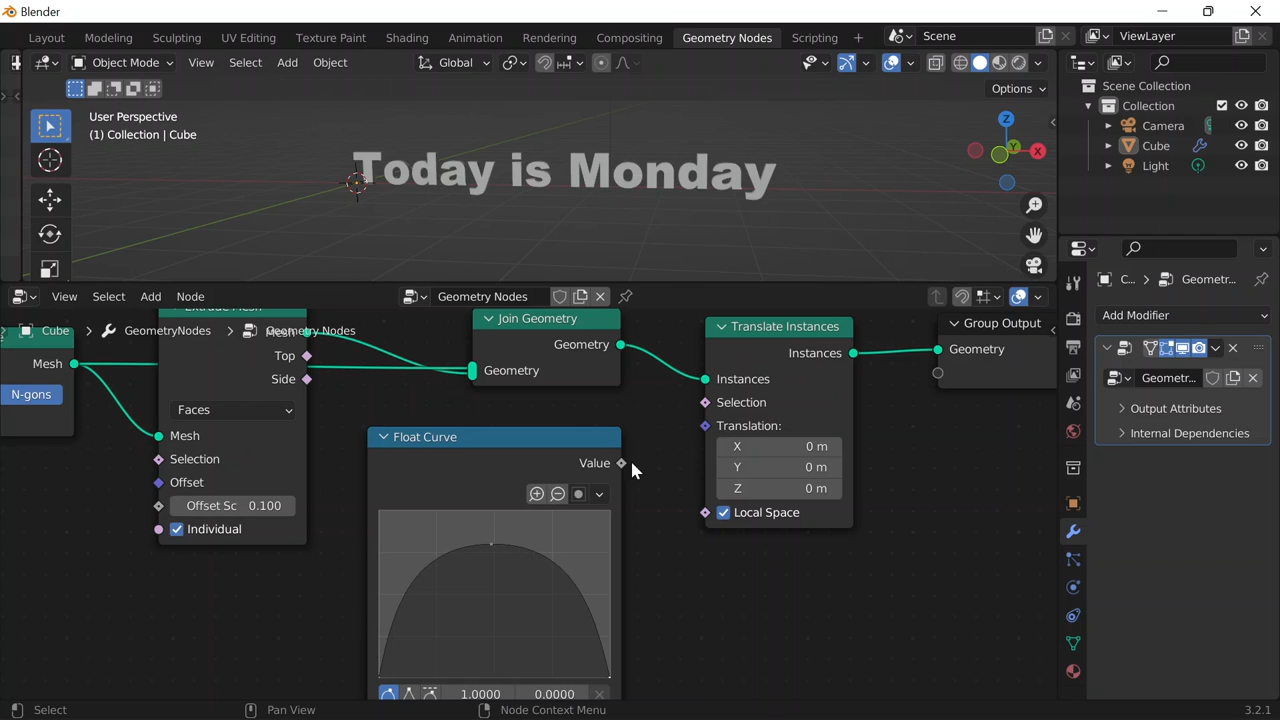 Blender
Layout Modeling Sculpting UV Editing Texture Paint Shading Animation Rendering Compositing Geometry Nodes Scripting + Scene ViewLayer
Object Mode View Select Add Object Global
Options
User Perspective
(1) Collection | Cube
Today is Monday
Z
Y
X
Scene Collection
Collection
Camera
Cube
Light
View Select Add Node Geometry Nodes
Cube GeometryNodes Geometry Nodes
Mesh
N-gons
Mesh
Top
Side
Faces
Mesh
Selection
Offset
Offset Sc 0.100
Individual
Join Geometry
Geometry
Geometry
Float Curve
Value
1.0000 0.0000
Translate Instances
Instances
Instances
Selection
Translation:
X 0 m
Y 0 m
Z 0 m
Local Space
Group Output
Geometry
C... Geometr...
Add Modifier
Geometr...
Output Attributes
Internal Dependencies
Select Pan View Node Context Menu 3.2.1